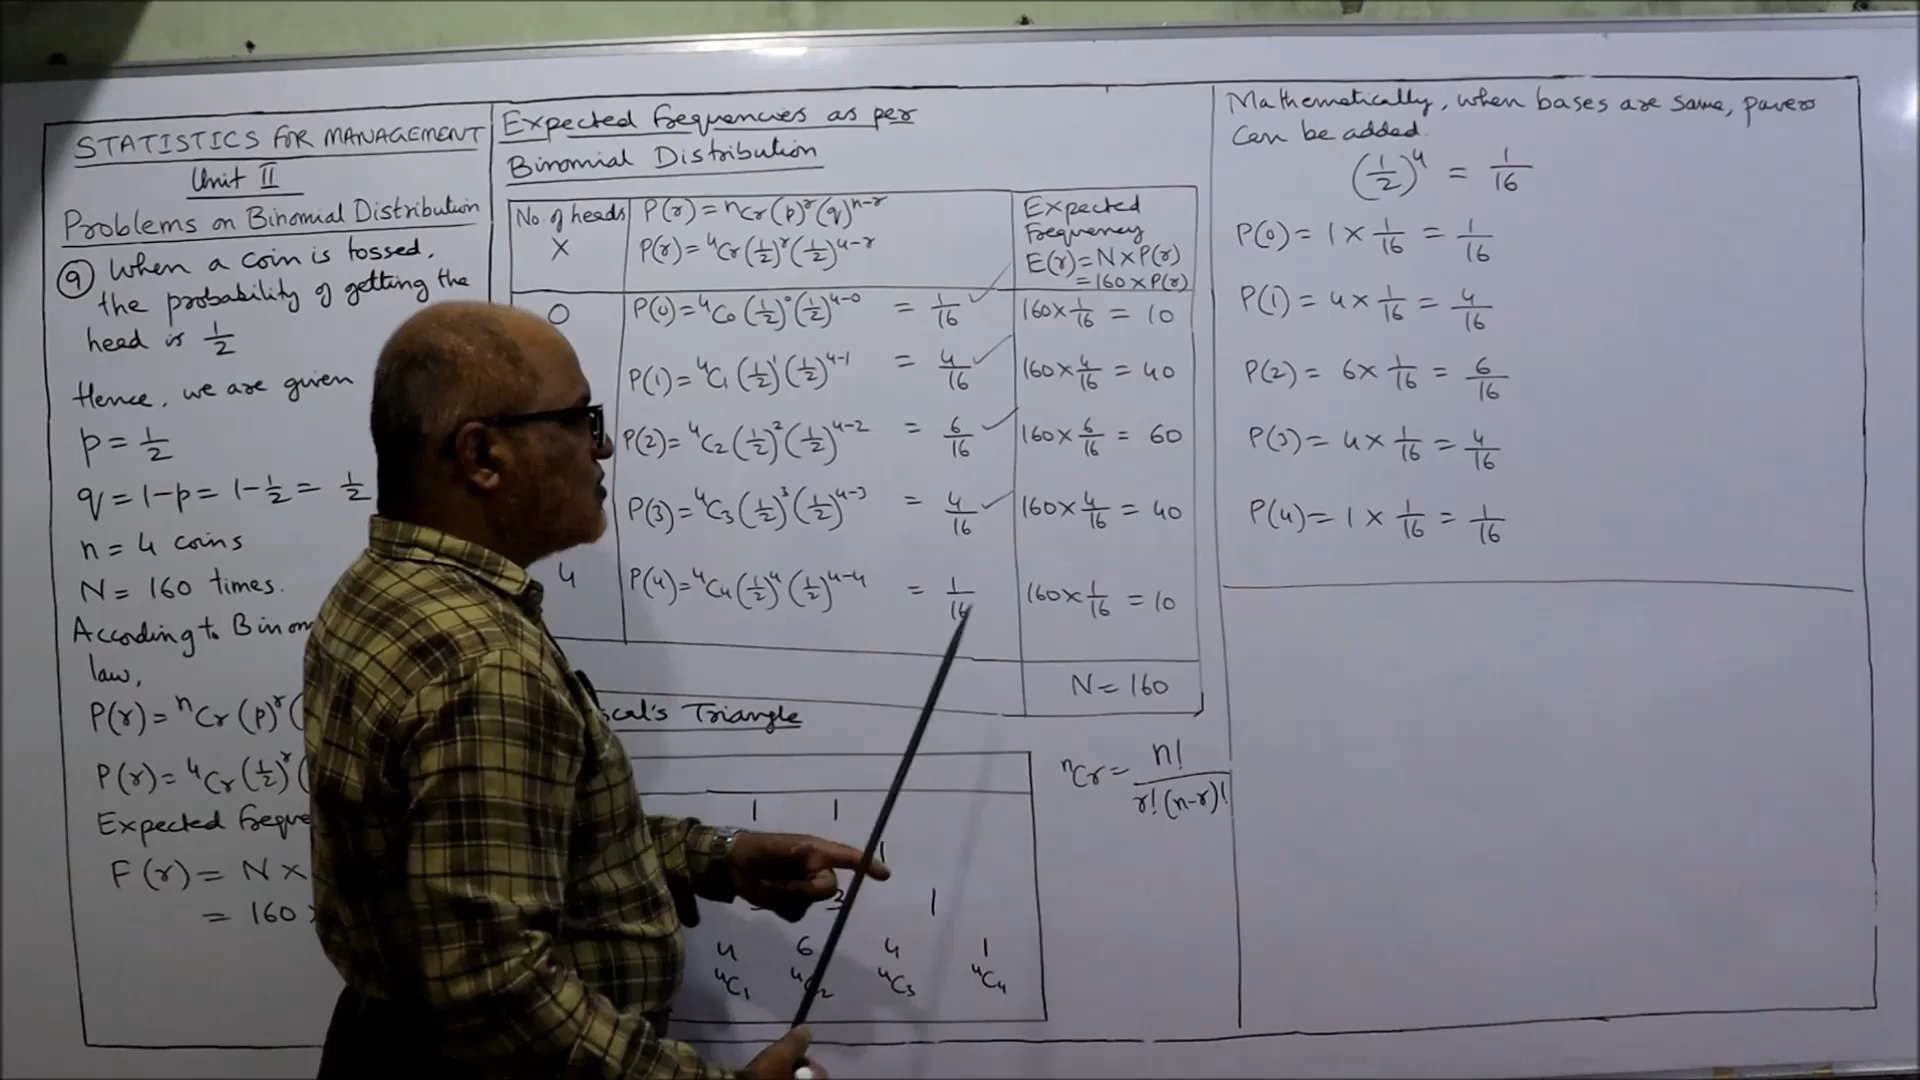 STATISTICS FOR MANAGEMENT
Unit II
Problems on Binomial Distribution
9 When a coin is tossed,
the probability of getting the
head is 1/2
Hence, we are given
p = 1/2
q = 1-p = 1-1/2 = 1/2
n = 4 coins
N = 160 times.
According to
law,
P(r) = nCr (p)^r (
P(r) = 4Cr (1/2)^r (
Expected
F(r) = N ×
= 160
Expected frequencies as per
Binomial Distribution
No. of heads
X
P(r) = nCr (p)^r (q)^n-r
P(r) = 4Cr (1/2)^r (1/2)^4-r
Expected
frequency
E(r) = N × P(r)
= 160 × P(r)
0 P(0) = 4C0 (1/2)^0 (1/2)^4-0 = 1/16 ✓ 160 × 1/16 = 10
P(1) = 4C1 (1/2)^1 (1/2)^4-1 = 4/16 ✓ 160 × 4/16 = 40
P(2) = 4C2 (1/2)^2 (1/2)^4-2 = 6/16 ✓ 160 × 6/16 = 60
P(3) = 4C3 (1/2)^3 (1/2)^4-3 = 4/16 ✓ 160 × 4/16 = 40
4 P(4) = 4C4 (1/2)^4 (1/2)^4-4 = 1/16 160 × 1/16 = 10
N = 160
Triangle
1 1
1
2 1
4 6 4 1
4C1 4C2 4C3 4C4
nCr = n!/r!(n-r)!
Mathematically, when bases are same, powers
can be added.
(1/2)^4 = 1/16
P(0) = 1 × 1/16 = 1/16
P(1) = 4 × 1/16 = 4/16
P(2) = 6 × 1/16 = 6/16
P(3) = 4 × 1/16 = 4/16
P(4) = 1 × 1/16 = 1/16